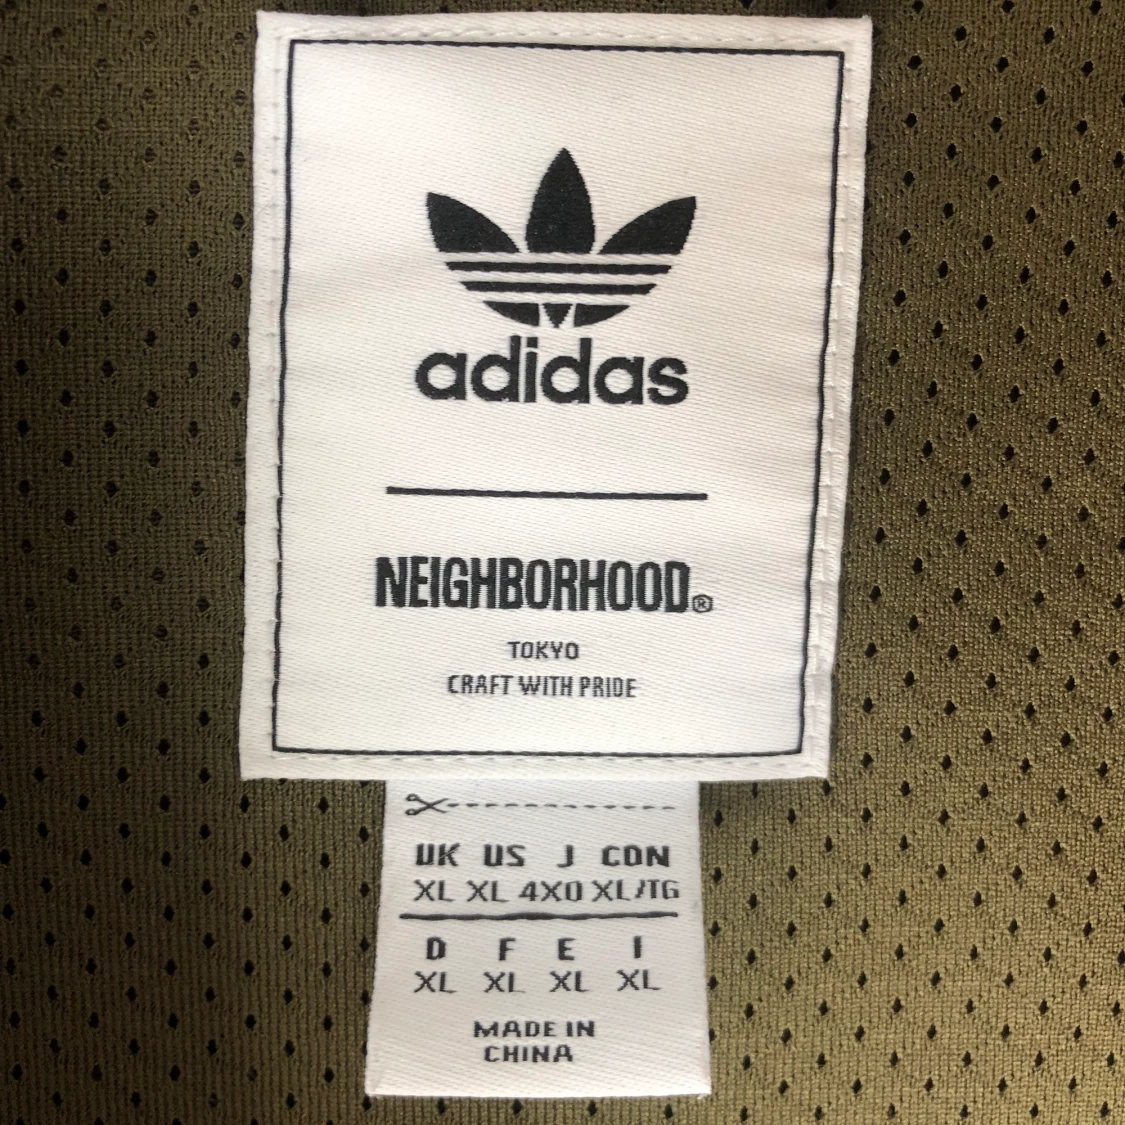 adidas
NEIGHBORHOOD®
TOKYO
CRAFT WITH PRIDE
UK US J CDN
XL XL 4XO XL/TG
D F E I
XL XL XL XL
MADE IN
CHINA